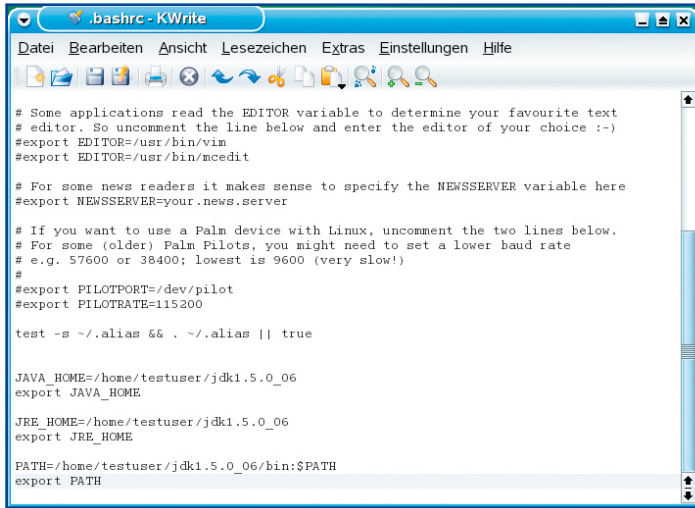 .bashrc - KWrite
Datei Bearbeiten Ansicht Lesezeichen Extras Einstellungen Hilfe
# Some applications read the EDITOR variable to determine your favourite text
# editor. So uncomment the line below and enter the editor of your choice :-)
#export EDITOR=/usr/bin/vim
#export EDITOR=/usr/bin/mcedit
# For some news readers it makes sense to specify the NEWSSERVER variable here
#export NEWSSERVER=your.news.server
# If you want to use a Palm device with Linux, uncomment the two lines below.
# For some (older) Palm Pilots, you might need to set a lower baud rate
# e.g. 57600 or 38400; lowest is 9600 (very slow!)
#
#export PILOTPORT=/dev/pilot
#export PILOTRATE=115200
test -s ~/.alias && . ~/.alias || true
JAVA_HOME=/home/testuser/jdk1.5.0_06
export JAVA_HOME
JRE_HOME=/home/testuser/jdk1.5.0_06
export JRE_HOME
PATH=/home/testuser/jdk1.5.0_06/bin:$PATH
export PATH